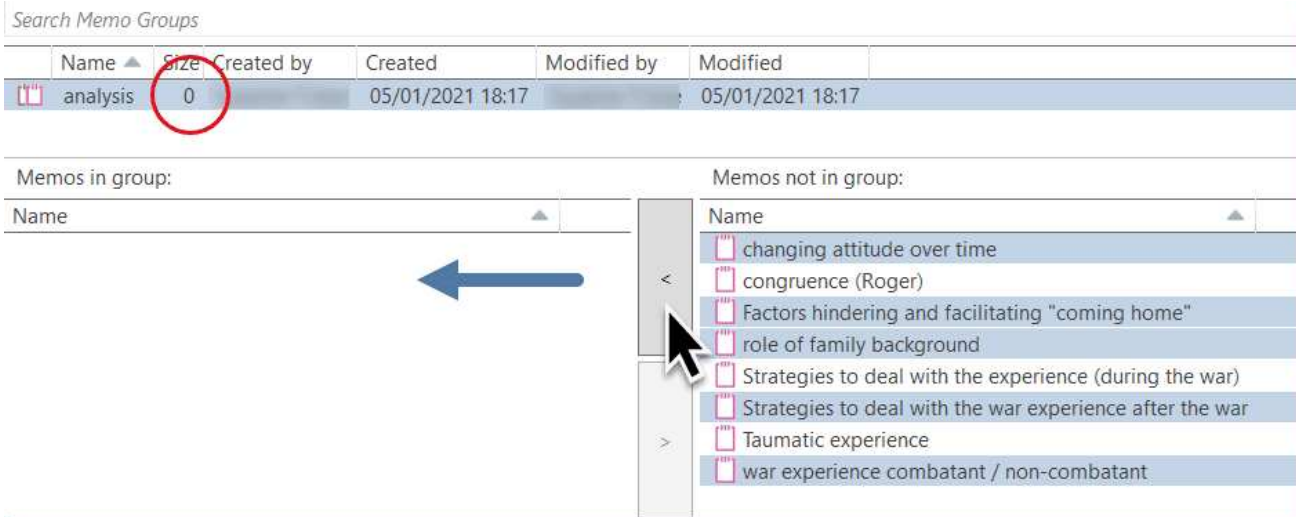 Search Memo Groups
Name Size Created by Created Modified by Modified
analysis 0 05/01/2021 18:17 05/01/2021 18:17
Memos in group: Memos not in group:
Name Name
changing attitude over time
< congruence (Roger)
Factors hindering and facilitating "coming home"
role of family background
Strategies to deal with the experience (during the war)
Strategies to deal with the war experience after the war
> Taumatic experience
war experience combatant / non-combatant